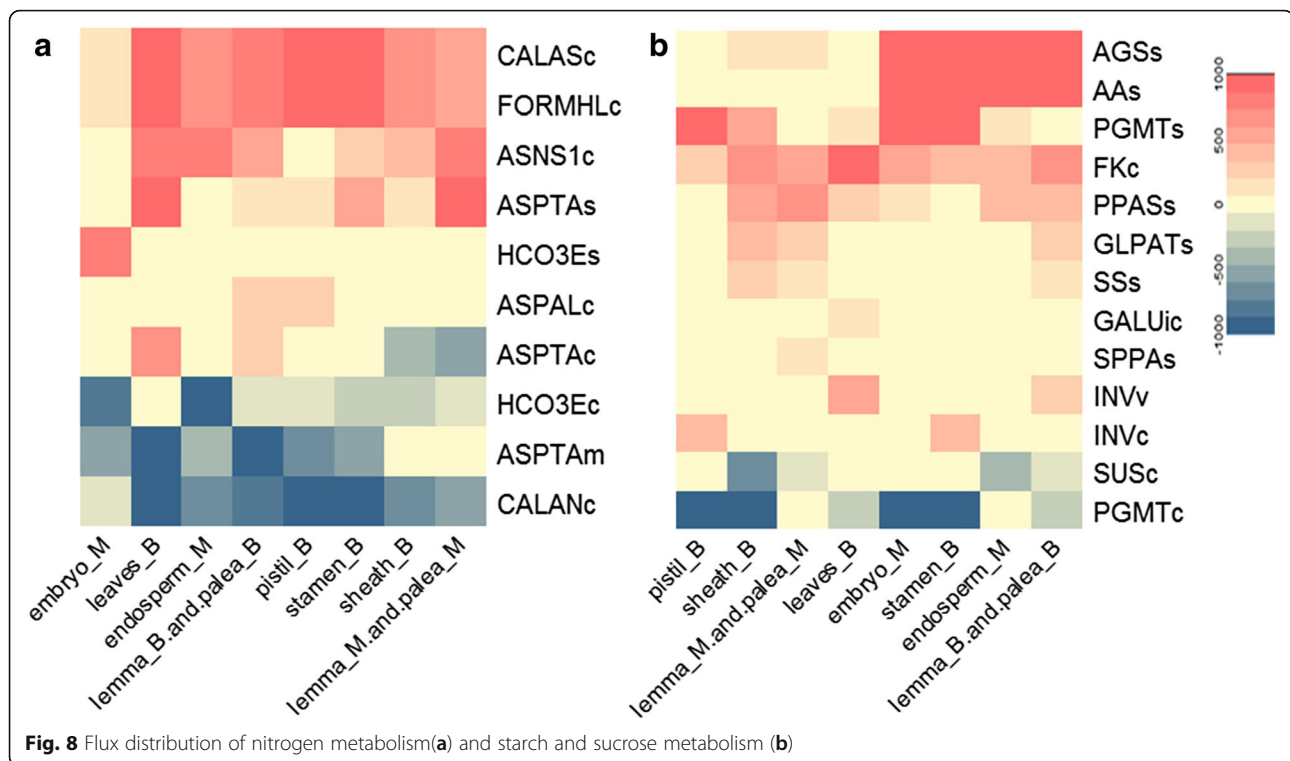 a
CALASc
FORMHLc
ASNS1c
ASPTAs
HCO3Es
ASPALc
ASPTAc
HCO3Ec
ASPTAm
CALANc
embryo_M
leaves_B
endosperm_M
lemma_B.and.palea_B
pistil_B
stamen_B
sheath_B
lemma_M.and.palea_M
b
AGSs
AAs
PGMTs
FKc
PPASs
GLPATs
SSs
GALUic
SPPAs
INVv
INVc
SUSc
PGMTc
pistil_B
sheath_B
lemma_M.and.palea_M
leaves_B
embryo_M
stamen_B
endosperm_M
lemma_B.and.palea_B
1000
500
0
-500
-1000
Fig. 8 Flux distribution of nitrogen metabolism(a) and starch and sucrose metabolism (b)